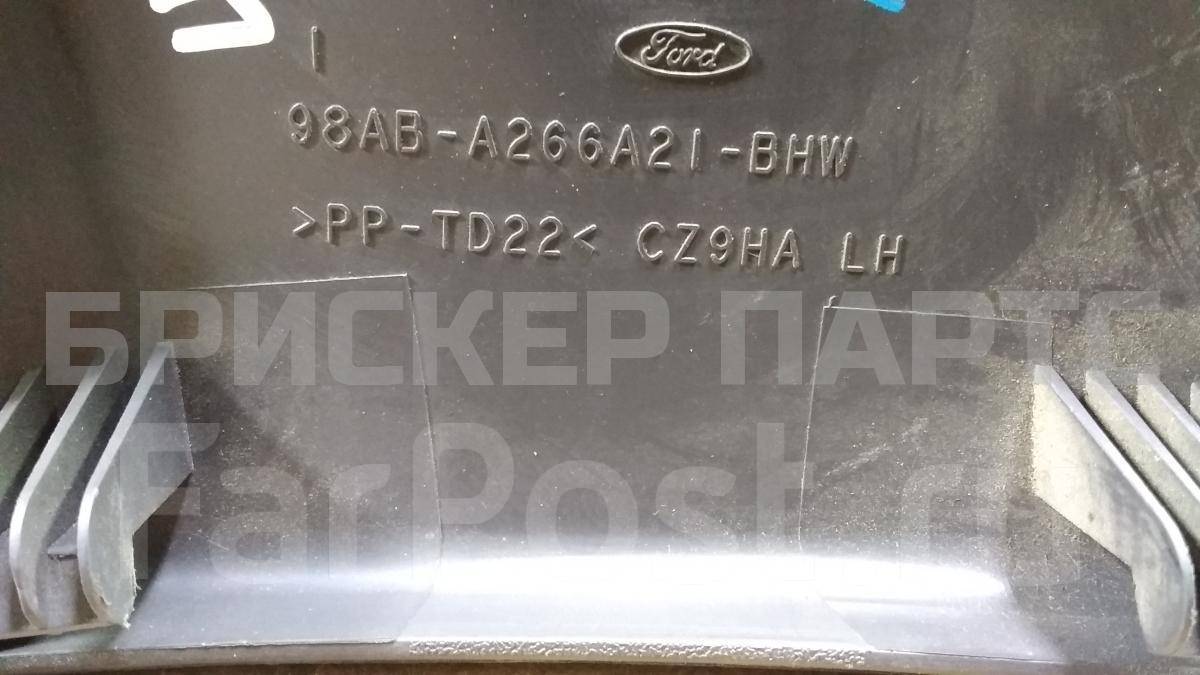 Ford
98AB-A266A21-BHW
>PP-TD22< CZ9HA LH
БРИСКЕР ПАРТС
FarPost.ru